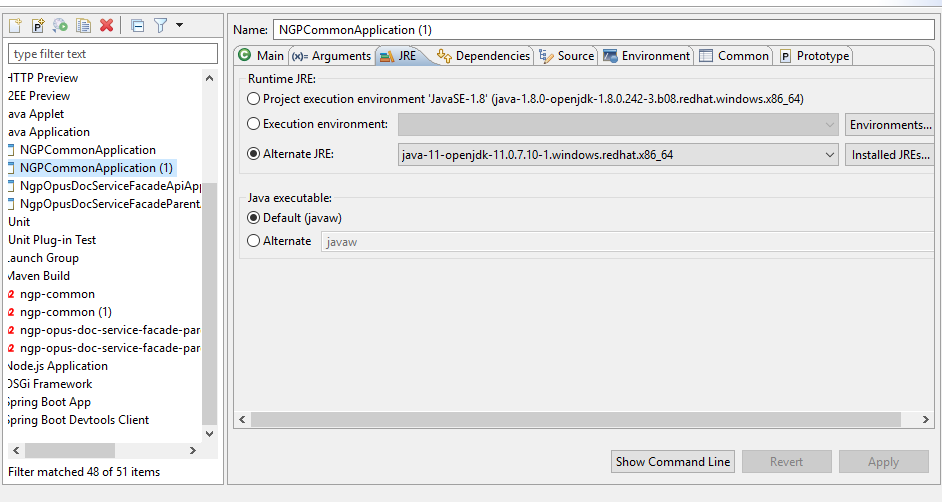 Name: NGPCommonApplication (1)
type filter text
Main (x)= Arguments JRE Dependencies Source Environment Common P Prototype
HTTP Preview
2EE Preview
ava Applet
ava Application
NGPCommonApplication
NGPCommonApplication (1)
NgpOpusDocServiceFacadeApiApp
NgpOpusDocServiceFacadeParent
Unit
Unit Plug-in Test
aunch Group
Maven Build
ngp-common
ngp-common (1)
ngp-opus-doc-service-facade-par
ngp-opus-doc-service-facade-par
Node.js Application
OSGi Framework
Spring Boot App
Spring Boot Devtools Client
Filter matched 48 of 51 items
Runtime JRE:
Project execution environment 'JavaSE-1.8' (java-1.8.0-openjdk-1.8.0.242-3.b08.redhat.windows.x86_64)
Execution environment: Environments...
Alternate JRE: java-11-openjdk-11.0.7.10-1.windows.redhat.x86_64 Installed JREs...
Java executable:
Default (javaw)
Alternate javaw
Show Command Line Revert Apply